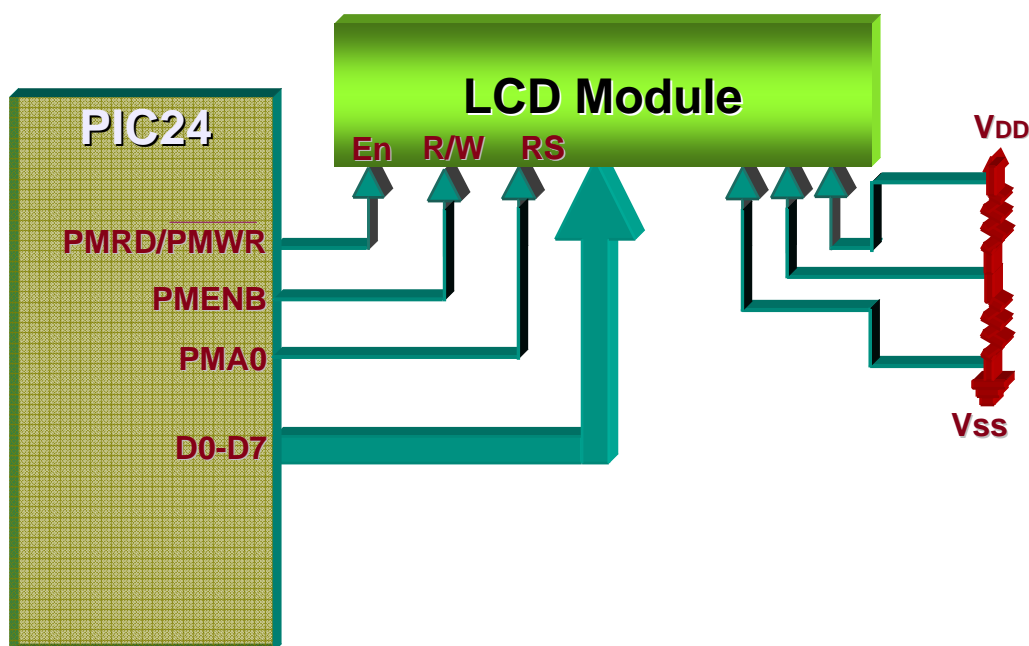 LCD Module
PIC24
En R/W RS
VDD
PMRD/PMWR
PMENB
PMA0
D0-D7
Vss